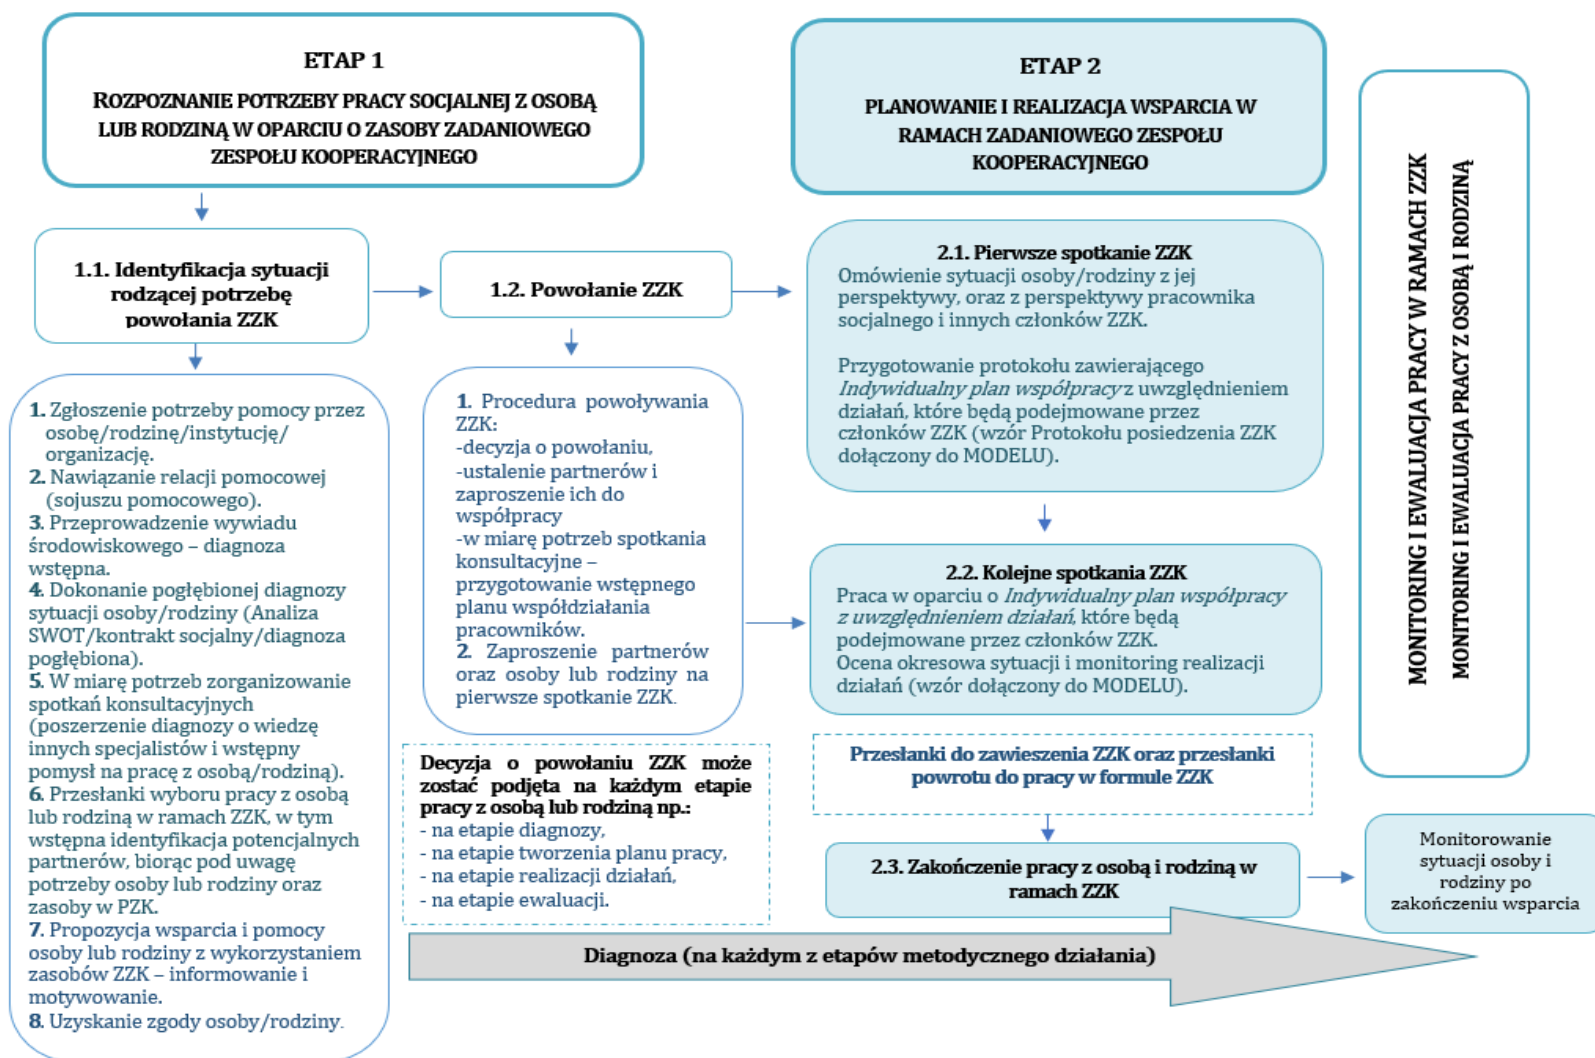 ETAP 1
ROZPOZNANIE POTRZEBY PRACY SOCJALNEJ Z OSOBĄ
LUB RODZINĄ W OPARCIU O ZASOBY ZADANIOWEGO
ZESPOŁU KOOPERACYJNEGO
ETAP 2
PLANOWANIE I REALIZACJA WSPARCIA W
RAMACH ZADANIOWEGO ZESPOŁU
KOOPERACYJNEGO
MONITORING I EWALUACJA PRACY W RAMACH ZZK
MONITORING I EWALUACJA PRACY Z OSOBĄ I RODZINĄ
1.1. Identyfikacja sytuacji
rodzącej potrzebę
powołania ZZK
1.2. Powołanie ZZK
2.1. Pierwsze spotkanie ZZK
Omówienie sytuacji osoby/rodziny z jej
perspektywy, oraz z perspektywy pracownika
socjalnego i innych członków ZZK.
Przygotowanie protokołu zawierającego
Indywidualny plan współpracy z uwzględnieniem
działań, które będą podejmowane przez
członków ZZK (wzór Protokołu posiedzenia ZZK
dołączony do MODELU).
1. Zgłoszenie potrzeby pomocy przez
osobę/rodzinę/instytucję/
organizację.
2. Nawiązanie relacji pomocowej
(sojuszu pomocowego).
3. Przeprowadzenie wywiadu
środowiskowego – diagnoza
wstępna.
4. Dokonanie pogłębionej diagnozy
sytuacji osoby/rodziny (Analiza
SWOT/kontrakt socjalny/diagnoza
pogłębiona).
5. W miarę potrzeb zorganizowanie
spotkań konsultacyjnych
(poszerzenie diagnozy o wiedzę
innych specjalistów i wstępny
pomysł na pracę z osobą/rodziną).
6. Przesłanki wyboru pracy z osobą
lub rodziną w ramach ZZK, w tym
wstępna identyfikacja potencjalnych
partnerów, biorąc pod uwagę
potrzeby osoby lub rodziny oraz
zasoby w PZK.
7. Propozycja wsparcia i pomocy
osoby lub rodziny z wykorzystaniem
zasobów ZZK – informowanie i
motywowanie.
8. Uzyskanie zgody osoby/rodziny.
1. Procedura powoływania
ZZK:
-decyzja o powołaniu,
-ustalenie partnerów i
zaproszenie ich do
współpracy
-w miarę potrzeb spotkania
konsultacyjne –
przygotowanie wstępnego
planu współdziałania
pracowników.
2. Zaproszenie partnerów
oraz osoby lub rodziny na
pierwsze spotkanie ZZK.
2.2. Kolejne spotkania ZZK
Praca w oparciu o Indywidualny plan współpracy
z uwzględnieniem działań, które będą
podejmowane przez członków ZZK.
Ocena okresowa sytuacji i monitoring realizacji
działań (wzór dołączony do MODELU).
Decyzja o powołaniu ZZK może
zostać podjęta na każdym etapie
pracy z osobą lub rodziną np.:
- na etapie diagnozy,
- na etapie tworzenia planu pracy,
- na etapie realizacji działań,
- na etapie ewaluacji.
Przesłanki do zawieszenia ZZK oraz przesłanki
powrotu do pracy w formule ZZK
2.3. Zakończenie pracy z osobą i rodziną w
ramach ZZK
Monitorowanie
sytuacji osoby i
rodziny po
zakończeniu wsparcia
Diagnoza (na każdym z etapów metodycznego działania)